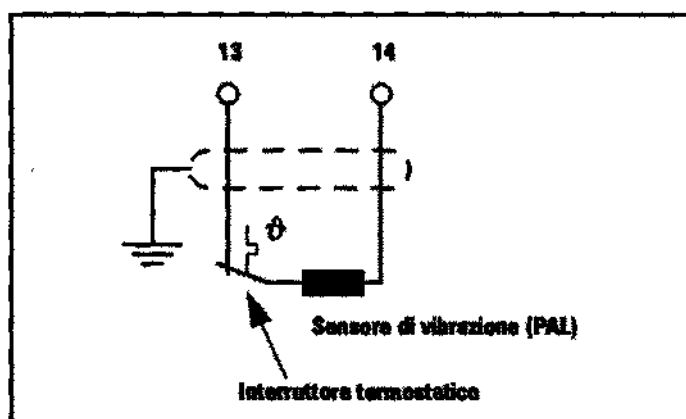 13 14
ϑ
Sensore di vibrazione (PAL)
Interruttore termostatico